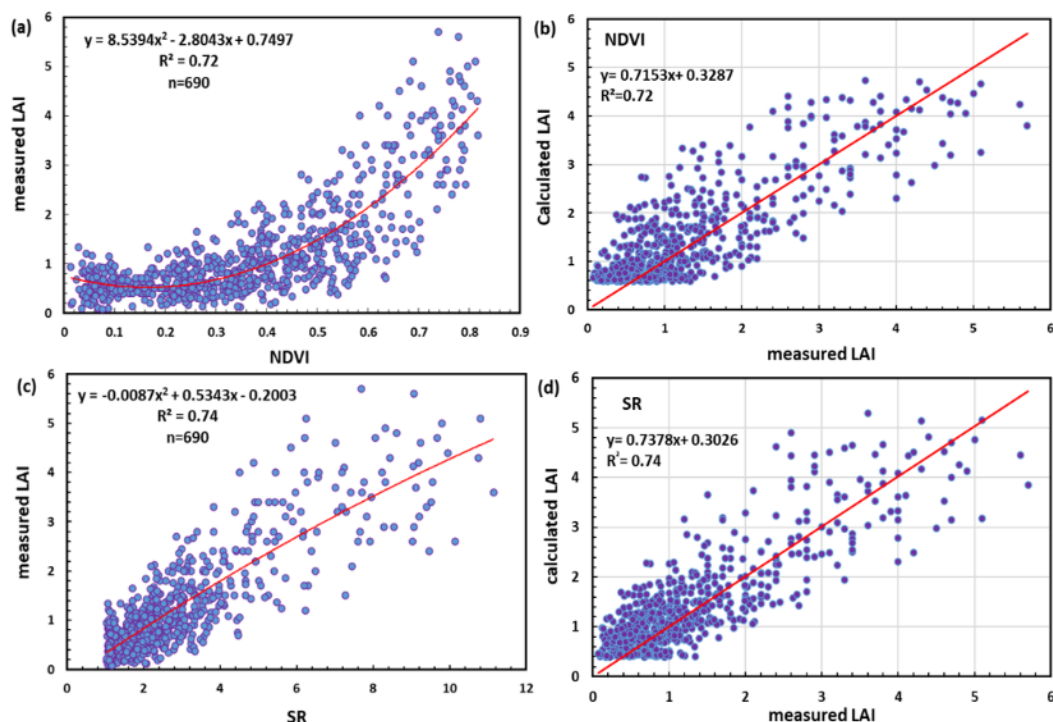 (a)
y = 8.5394x² - 2.8043x + 0.7497
R² = 0.72
n=690
measured LAI
6
5
4
3
2
1
0
0 0.1 0.2 0.3 0.4 0.5 0.6 0.7 0.8 0.9
NDVI
(b)
NDVI
y= 0.7153x+ 0.3287
R²=0.72
Calculated LAI
6
5
4
3
2
1
0
0 1 2 3 4 5 6
measured LAI
(c)
y = -0.0087x² + 0.5343x - 0.2003
R² = 0.74
n=690
measured LAI
6
5
4
3
2
1
0
0 2 4 6 8 10 12
SR
(d)
SR
y= 0.7378x+ 0.3026
R²= 0.74
calculated LAI
6
5
4
3
2
1
0
0 1 2 3 4 5 6
measured LAI